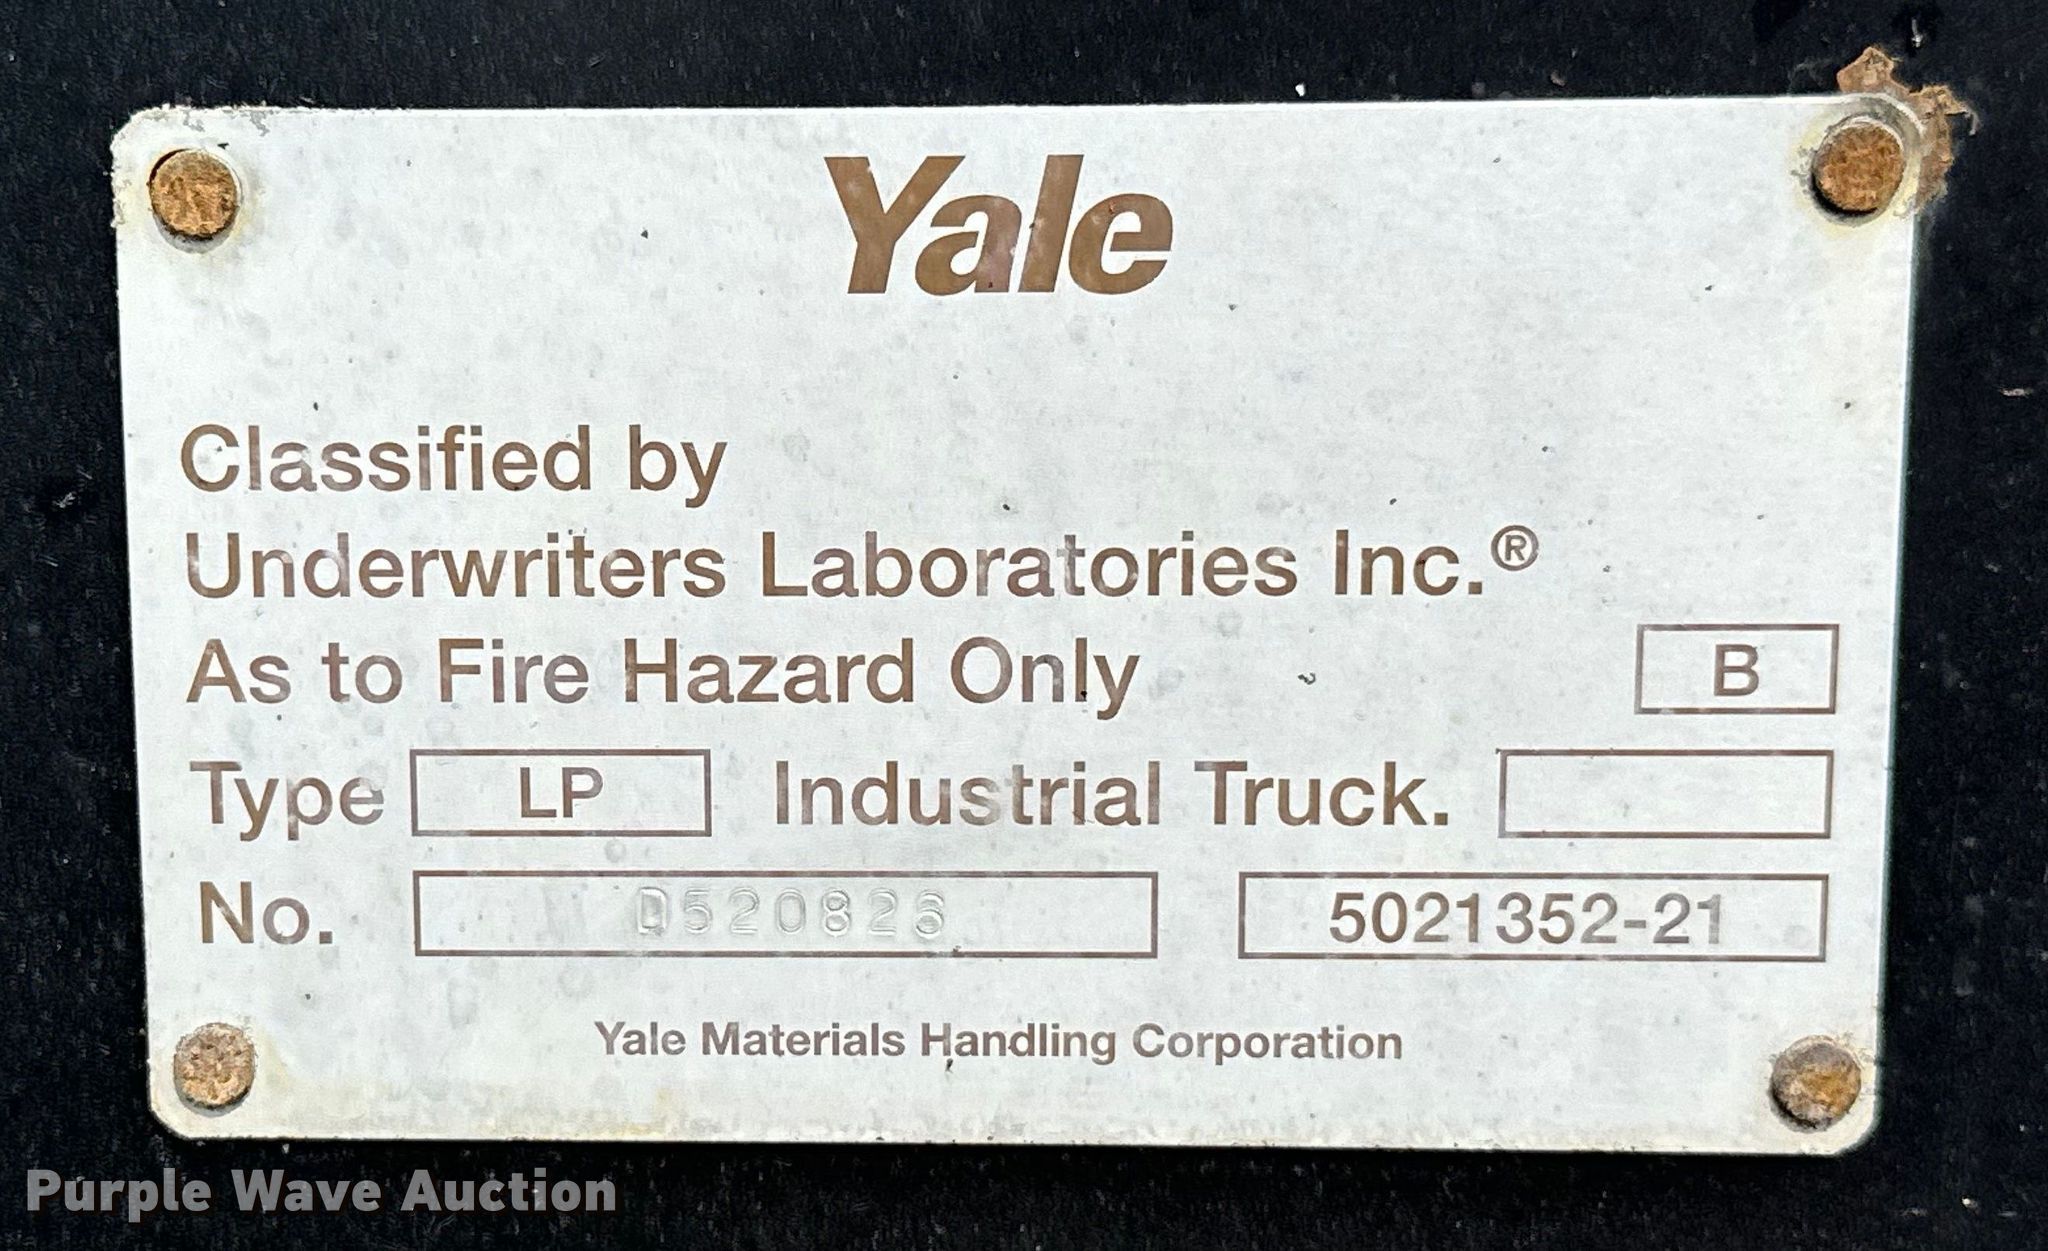 Yale
Classified by
Underwriters Laboratories Inc.®
As to Fire Hazard Only B
Type LP Industrial Truck.
No. D520826 5021352-21
Yale Materials Handling Corporation
Purple Wave Auction